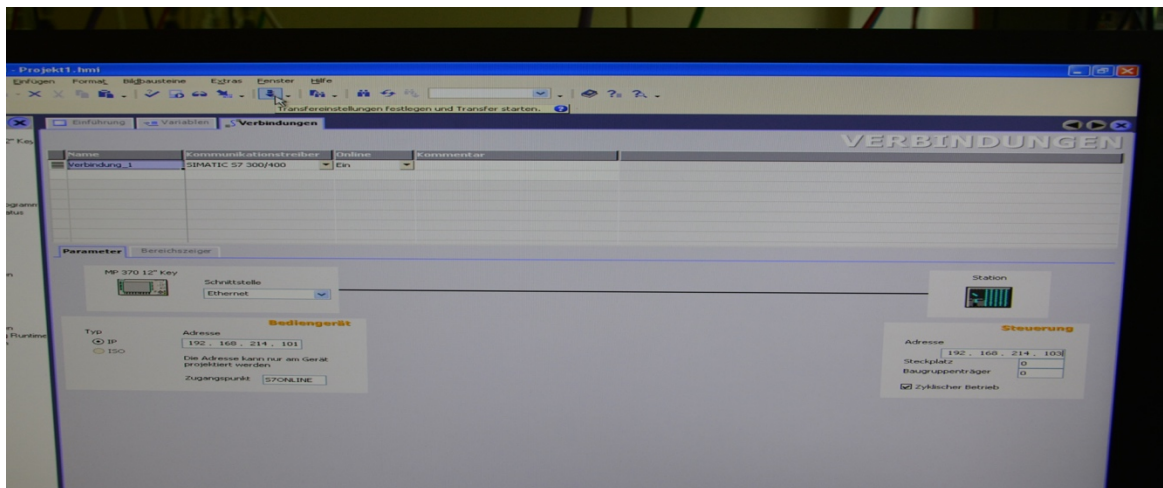 - Projekt1.hmi
Einfügen Format Bildbausteine Extras Fenster Hilfe
Transfereinstellungen festlegen und Transfer starten.
Einführung Variablen Verbindungen
2" Key
VERBINDUNGEN
Name Kommunikationstreiber Online Kommentar
Verbindung_1 SIMATIC S7 300/400 Ein
Parameter Bereichszeiger
MP 370 12" Key
Schnittstelle
Ethernet
Station
Bediengerät
Typ
IP
ISO
Adresse
192 . 168 . 214 . 101
Die Adresse kann nur am Gerät
projektiert werden
Zugangspunkt S7ONLINE
Steuerung
Adresse
192 . 168 . 214 . 103
Steckplatz 0
Baugruppenträger 0
Zyklischer Betrieb
Runtime